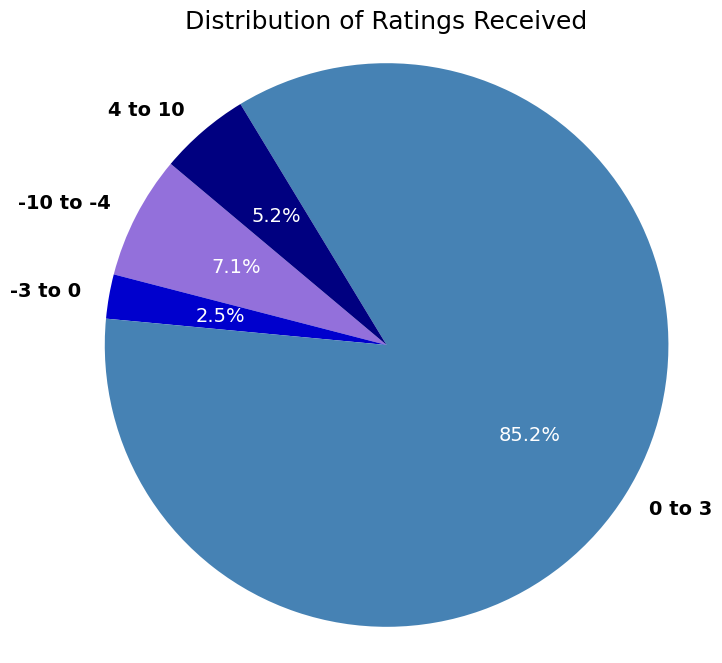 Distribution of Ratings Received
4 to 10
5.2%
-10 to -4
7.1%
-3 to 0
2.5%
85.2%
0 to 3